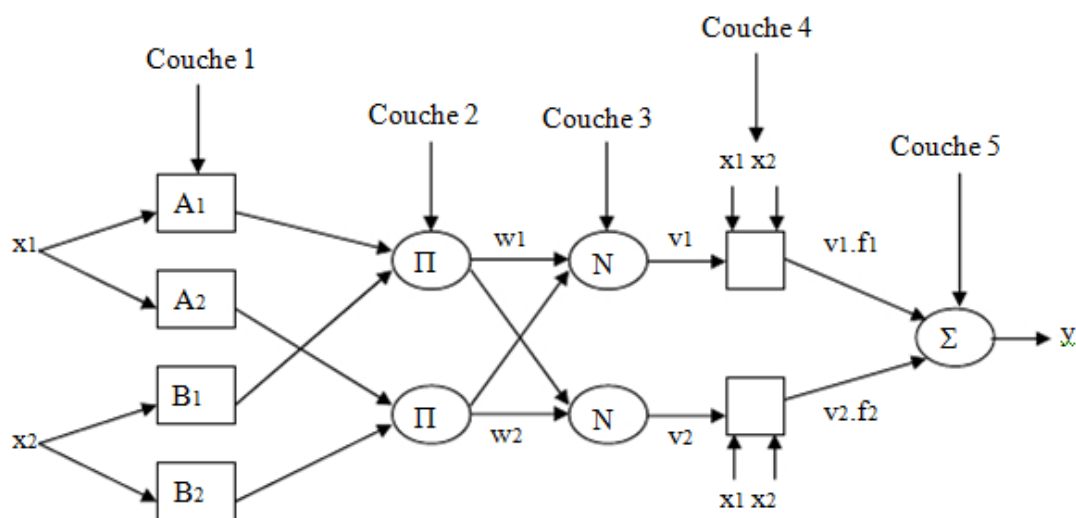 Couche 4
Couche 1
Couche 2
Couche 3
Couche 5
x1 x2
A1
x1
Π
w1
N
v1
v1.f1
A2
Σ
y
B1
x2
Π
w2
N
v2
v2.f2
B2
x1 x2